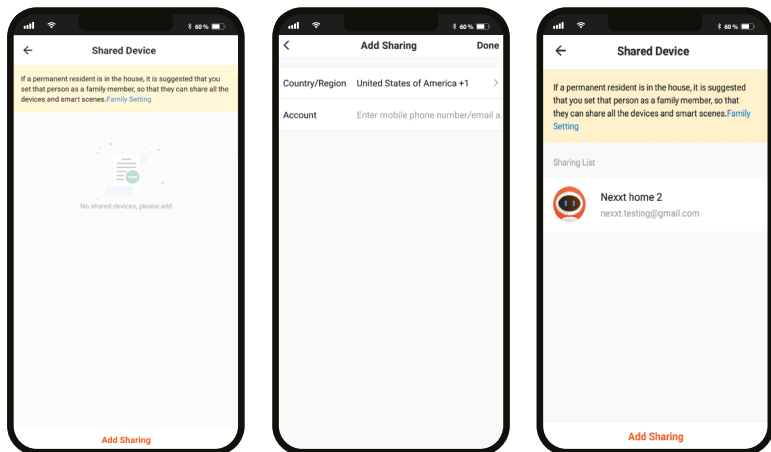 60 %
Shared Device
If a permanent resident is in the house, it is suggested that you
set that person as a family member, so that they can share all the
devices and smart scenes.Family Setting
No shared devices, please add
Add Sharing
60 %
Add Sharing
Done
Country/Region United States of America +1
Account Enter mobile phone number/email a.
60 %
Shared Device
If a permanent resident is in the house, it is suggested
that you set that person as a family member, so that
they can share all the devices and smart scenes.Family
Setting
Sharing List
Nexxt home 2
nexxt.testing@gmail.com
Add Sharing